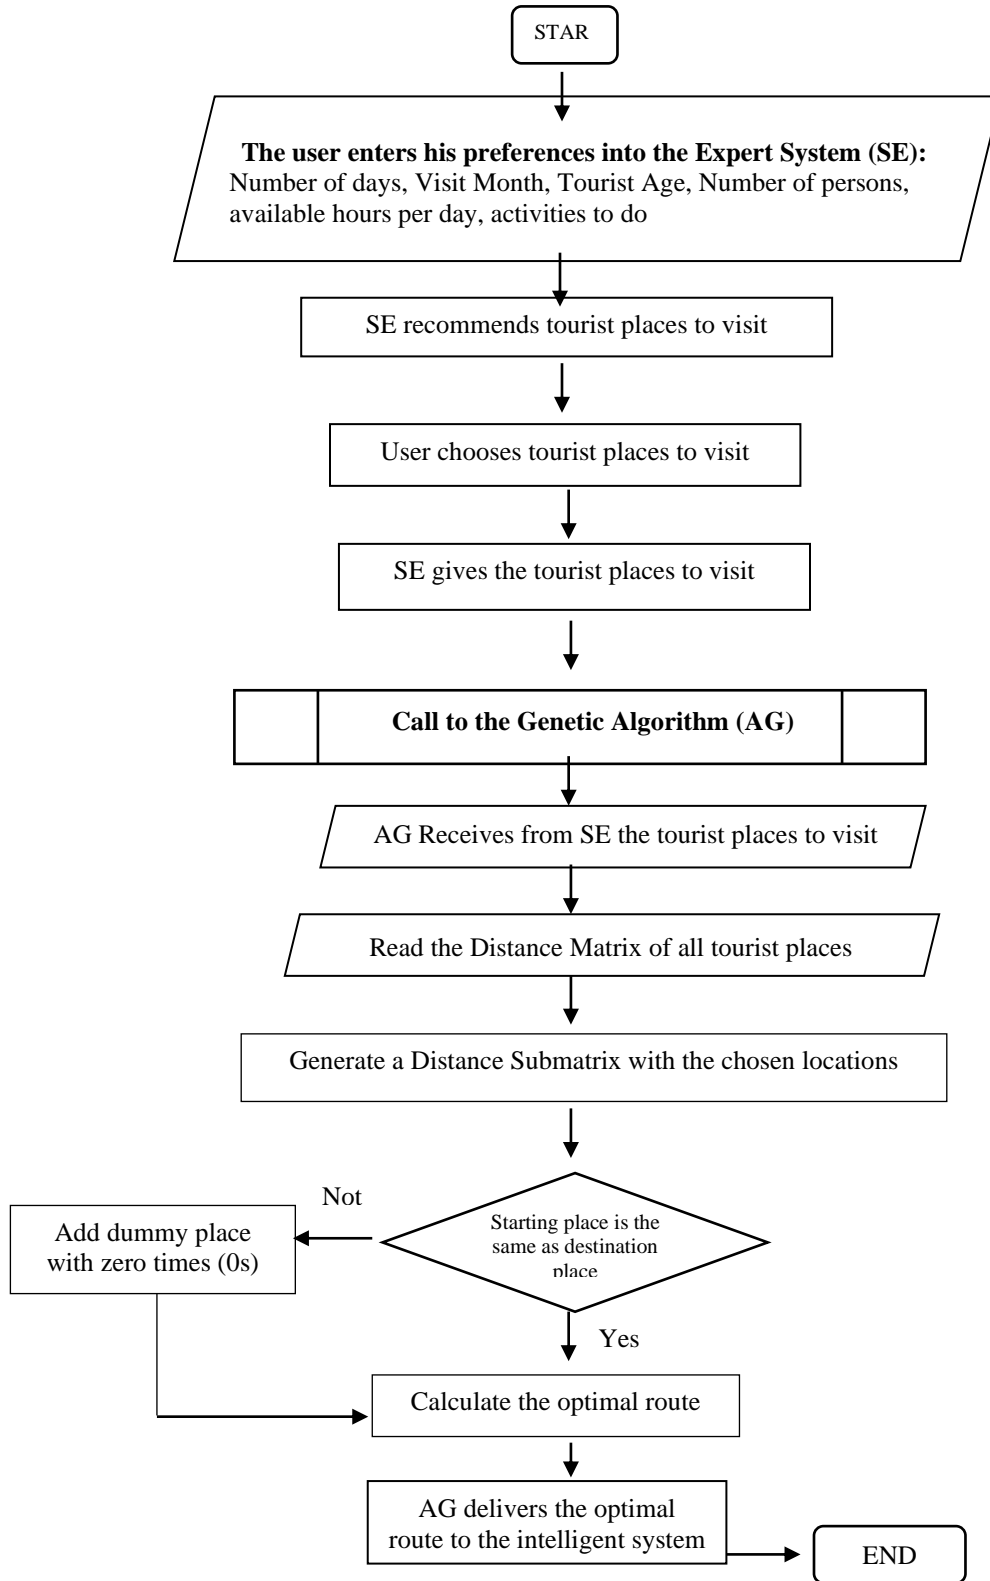 STAR
The user enters his preferences into the Expert System (SE):
Number of days, Visit Month, Tourist Age, Number of persons,
available hours per day, activities to do
SE recommends tourist places to visit
User chooses tourist places to visit
SE gives the tourist places to visit
Call to the Genetic Algorithm (AG)
AG Receives from SE the tourist places to visit
Read the Distance Matrix of all tourist places
Generate a Distance Submatrix with the chosen locations
Starting place is the
same as destination
place
Not
Add dummy place
with zero times (0s)
Yes
Calculate the optimal route
AG delivers the optimal
route to the intelligent system
END